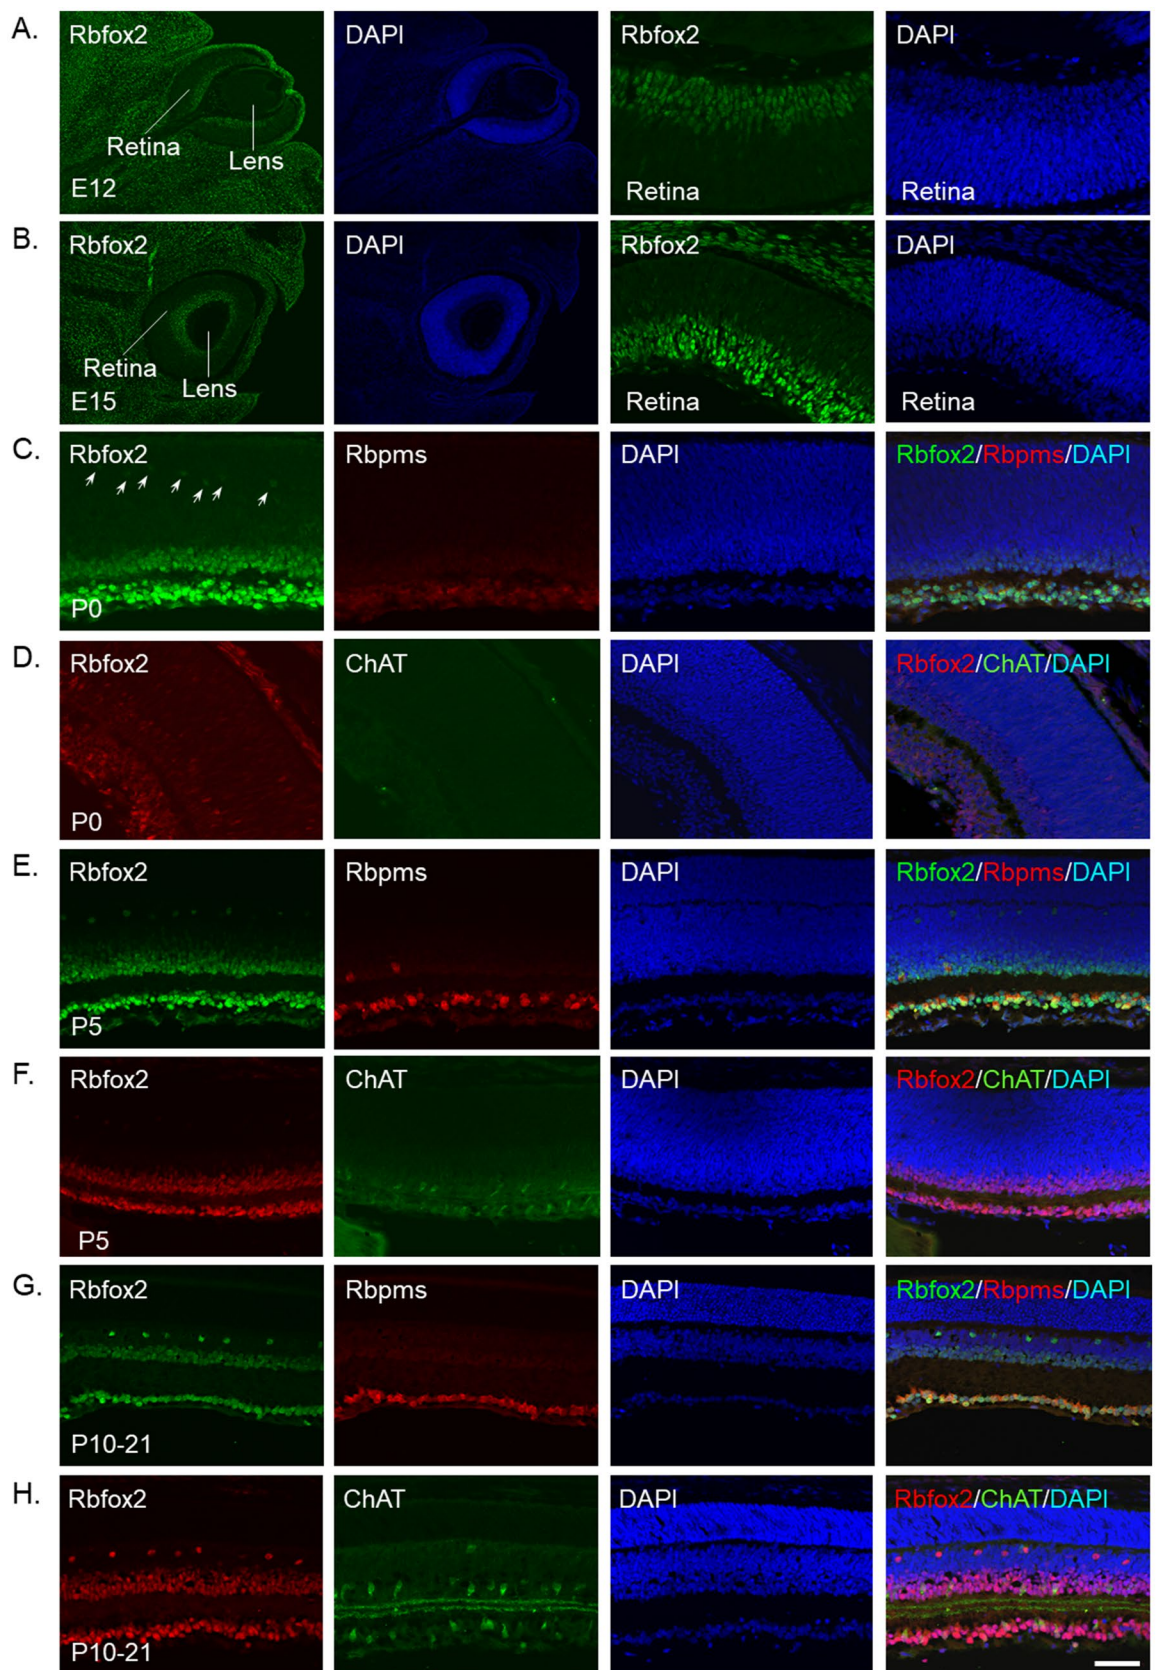 A.
Rbfox2
DAPI
Rbfox2
DAPI
Retina
Lens
E12
Retina
Retina
B.
Rbfox2
DAPI
Rbfox2
DAPI
Retina
Lens
E15
Retina
Retina
C.
Rbfox2
Rbpms
DAPI
Rbfox2/Rbpms/DAPI
P0
D.
Rbfox2
ChAT
DAPI
Rbfox2/ChAT/DAPI
P0
E.
Rbfox2
Rbpms
DAPI
Rbfox2/Rbpms/DAPI
P5
F.
Rbfox2
ChAT
DAPI
Rbfox2/ChAT/DAPI
P5
G.
Rbfox2
Rbpms
DAPI
Rbfox2/Rbpms/DAPI
P10-21
H.
Rbfox2
ChAT
DAPI
Rbfox2/ChAT/DAPI
P10-21